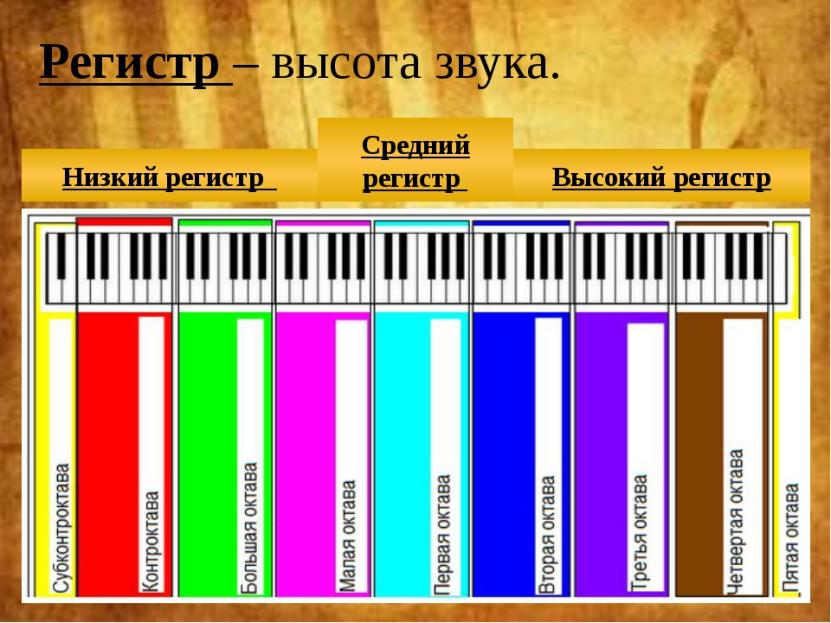 Регистр – высота звука.
Низкий регистр
Средний
регистр
Высокий регистр
Субконтроктава
Контроктава
Большая октава
Малая октава
Первая октава
Вторая октава
Третья октава
Четвертая октава
Пятая октава